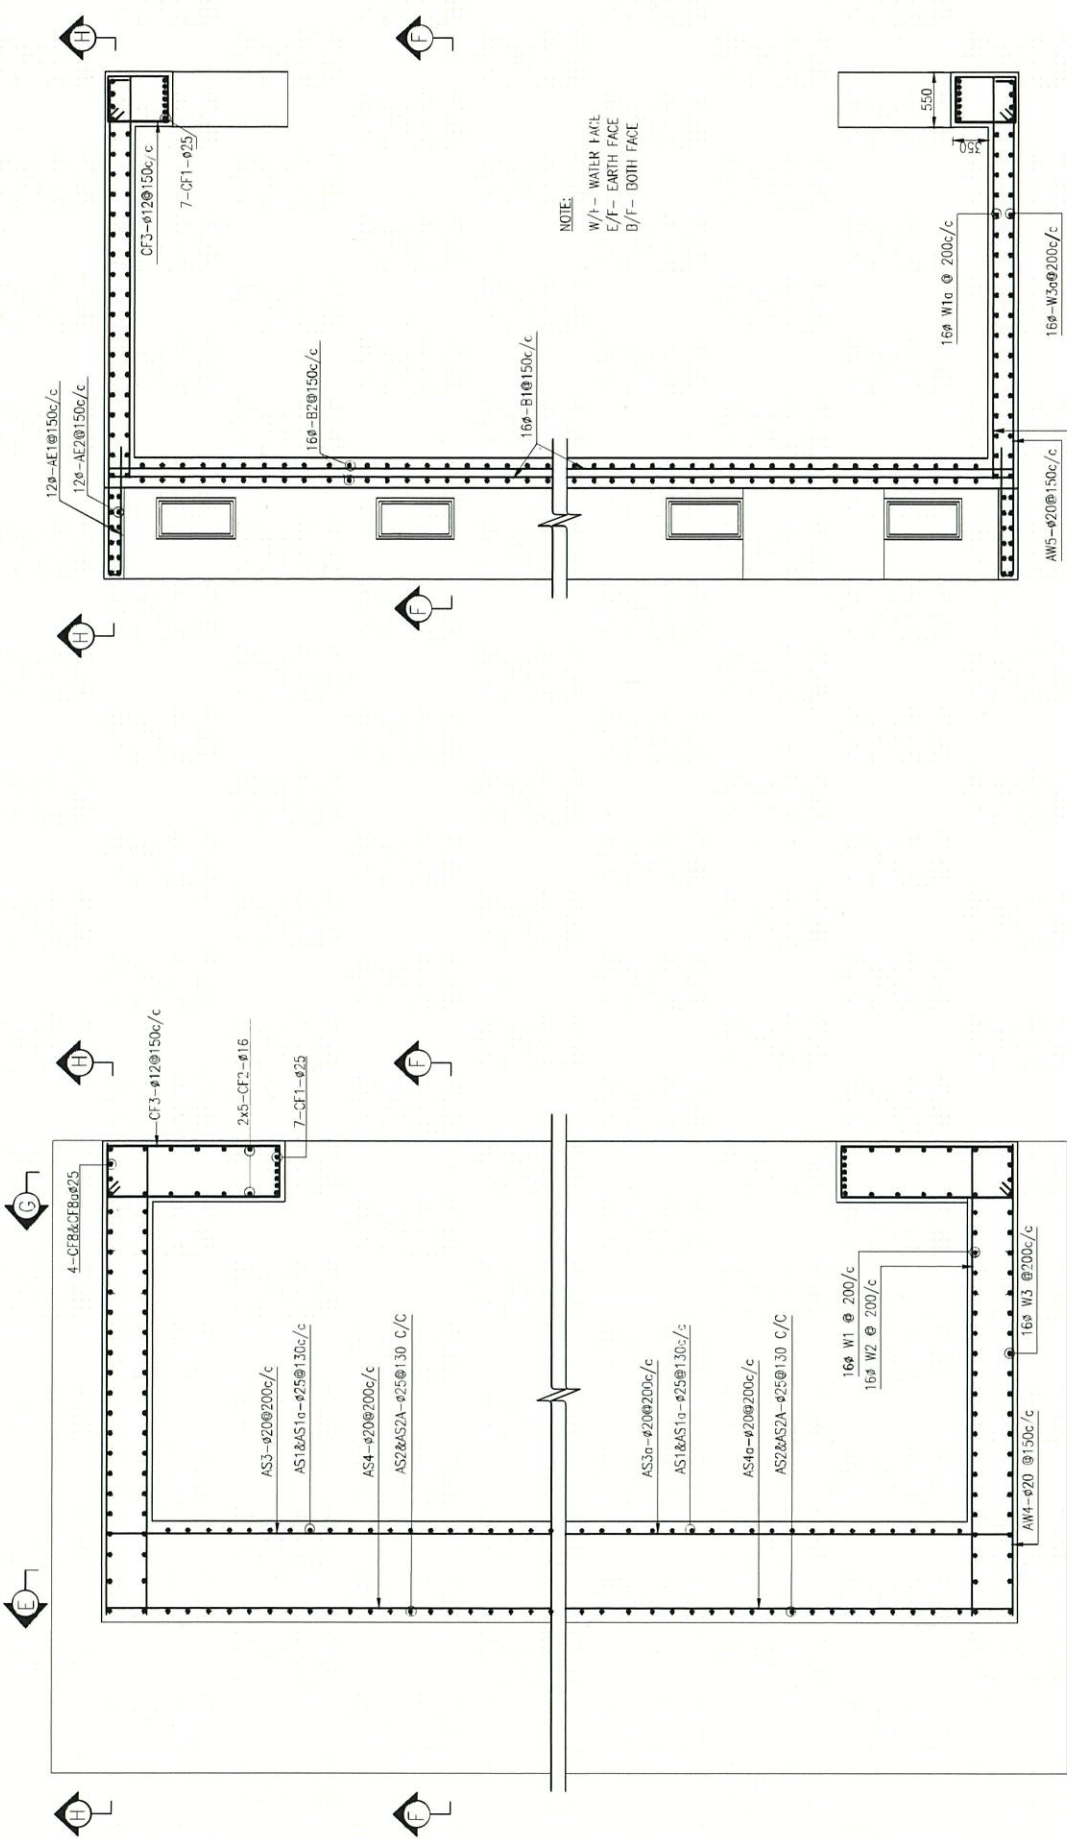 H
F
12ø-AE1@150c/c
12ø-AE2@150c/c
CF3-ø12@150c/c
7-CF1-ø25
16ø-B2@150c/c
16ø-B1@150c/c
NOTE:
W/F- WATER FACE
E/F- EARTH FACE
B/F- BOTH FACE
550
350
16ø W1a @ 200c/c
16ø-W3a@200c/c
AW5-ø20@150c/c
H
F
H
F
G
E
4-CF8&CF8aø25
CF3-ø12@150c/c
2x5-CF2-ø16
7-CF1-ø25
AS3-ø20@200c/c
AS1&AS1a-ø25@130c/c
AS4-ø20@200c/c
AS2&AS2A-ø25@130 C/C
AS3a-ø20@200c/c
AS1&AS1a-ø25@130c/c
AS4a-ø20@200c/c
AS2&AS2A-ø25@130 C/C
16ø W1 @ 200/c
16ø W2 @ 200/c
16ø W3 @200c/c
AW4-ø20 @150c/c
H
F